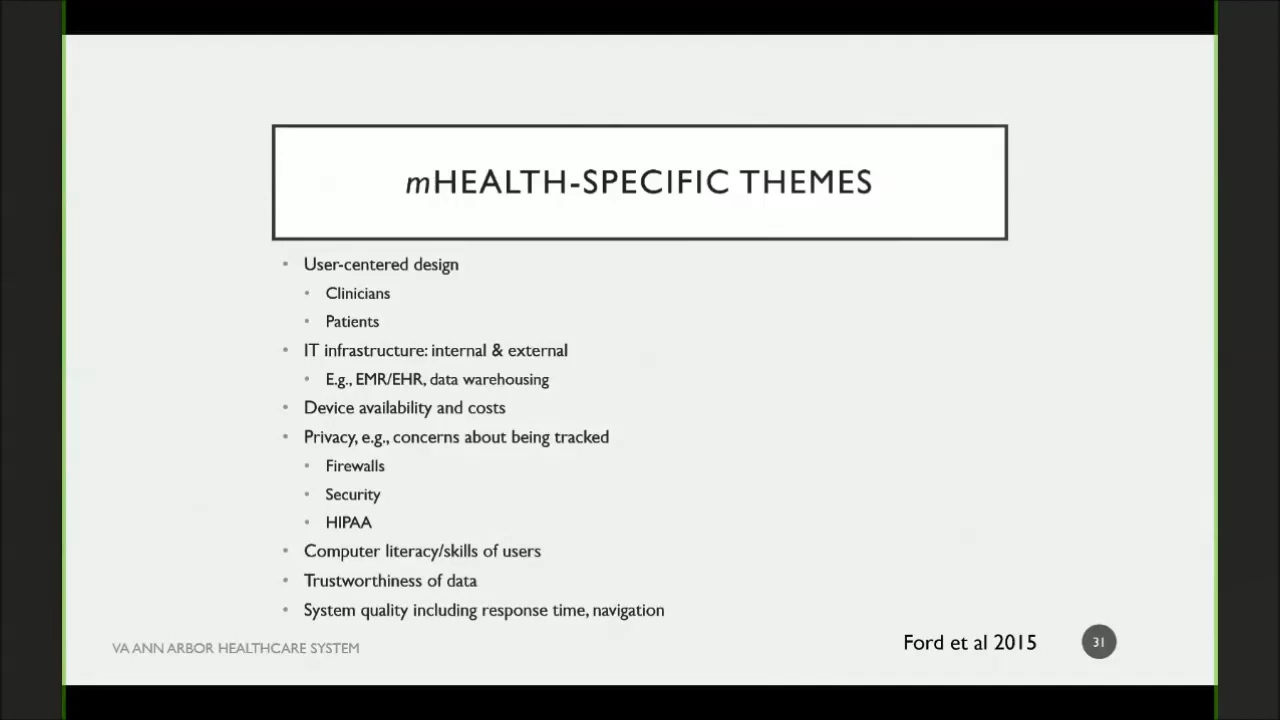 mHEALTH-SPECIFIC THEMES
• User-centered design
• Clinicians
• Patients
• IT infrastructure: internal & external
• E.g., EMR/EHR, data warehousing
• Device availability and costs
• Privacy, e.g., concerns about being tracked
• Firewalls
• Security
• HIPAA
• Computer literacy/skills of users
• Trustworthiness of data
• System quality including response time, navigation
VA ANN ARBOR HEALTHCARE SYSTEM
Ford et al 2015
31